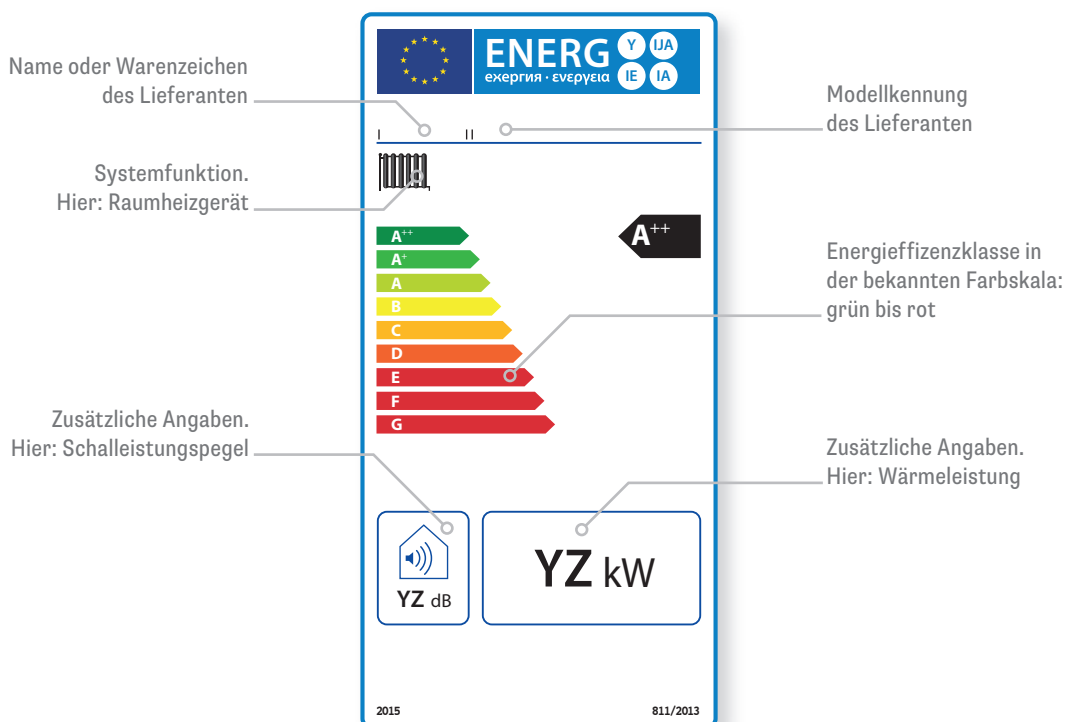 Name oder Warenzeichen
des Lieferanten
ENERG
Y IJA
IE IA
енергия · ενεργεια
Modellkennung
des Lieferanten
I II
Systemfunktion.
Hier: Raumheizgerät
A++
A+
A
B
C
D
E
F
G
A++
Energieffizenzklasse in
der bekannten Farbskala:
grün bis rot
Zusätzliche Angaben.
Hier: Schalleistungspegel
Zusätzliche Angaben.
Hier: Wärmeleistung
YZ dB
YZ kW
2015
811/2013